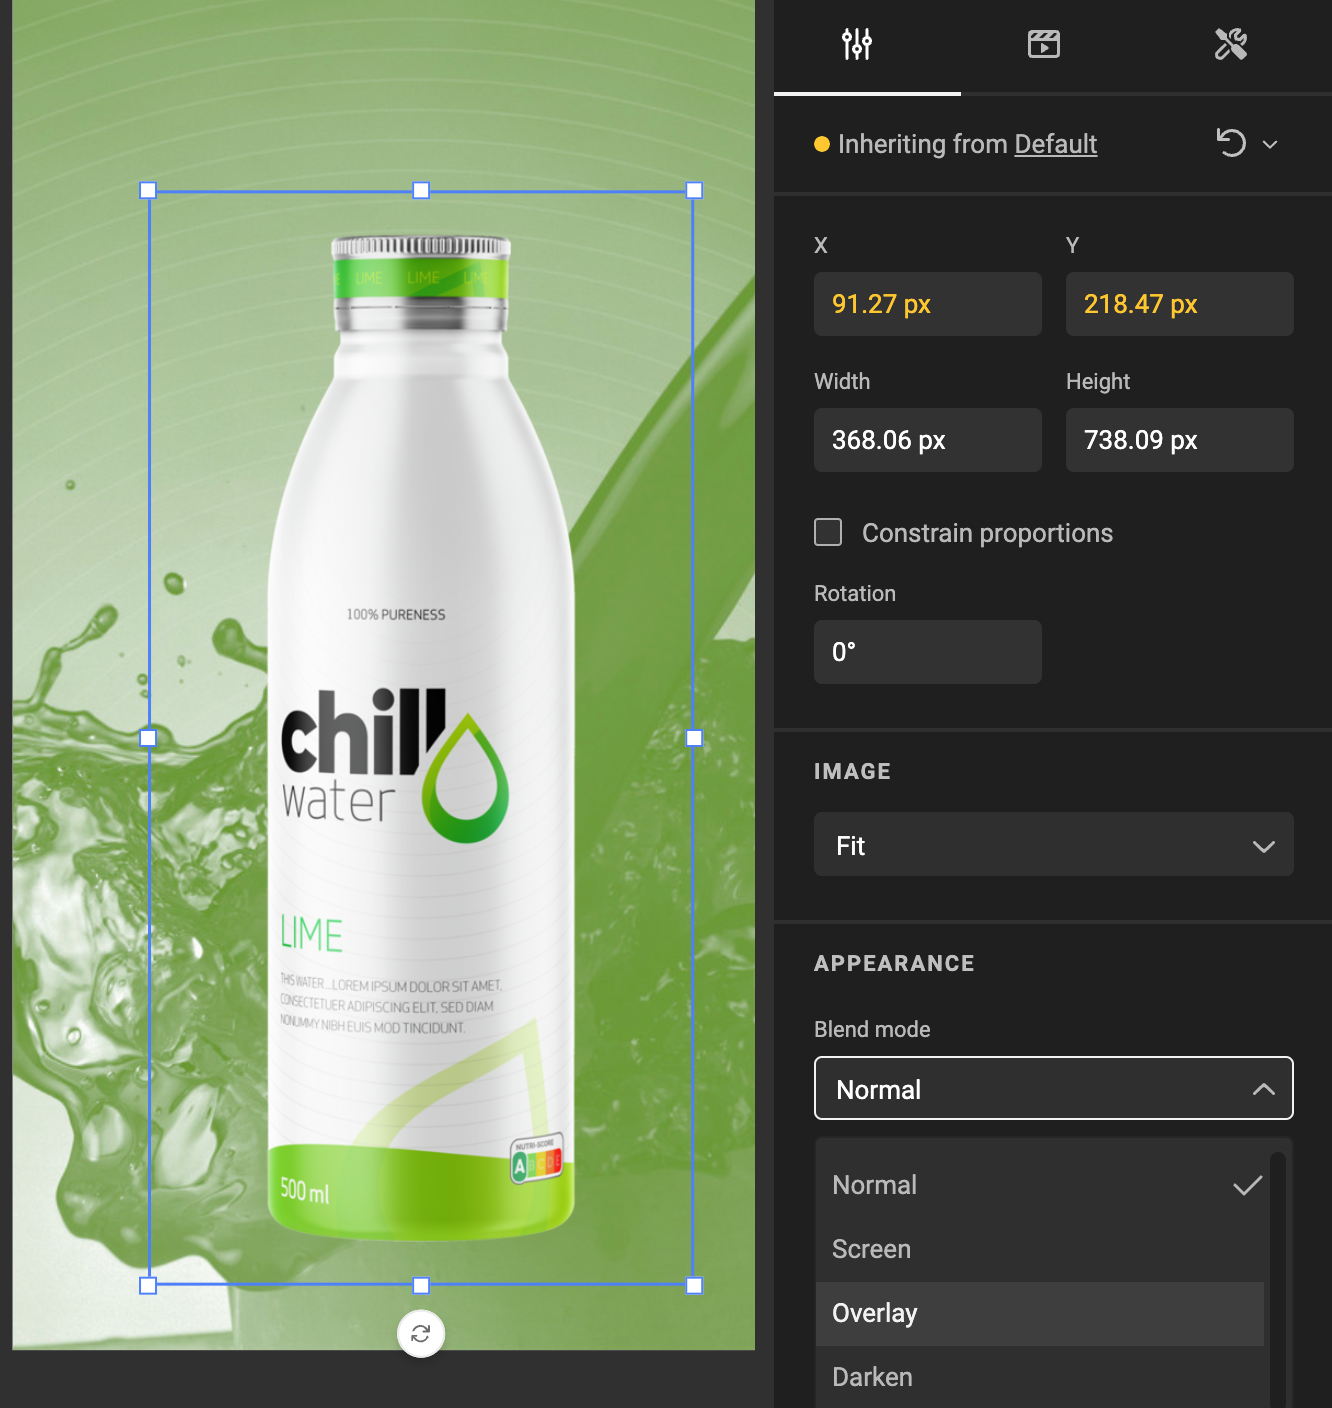 LIME LIME LIME
100% PURENESS
chill
water
LIME
THIS WATER...LOREM IPSUM DOLOR SIT AMET,
CONSECTETUER ADIPISCING ELIT, SED DIAM
NONUMMY NIBH EUIS MOD TINCIDUNT.
NUTRI-SCORE
A B C D E
500 ml
Inheriting from Default
X Y
91.27 px 218.47 px
Width Height
368.06 px 738.09 px
Constrain proportions
Rotation
0°
IMAGE
Fit
APPEARANCE
Blend mode
Normal
Normal
Screen
Overlay
Darken